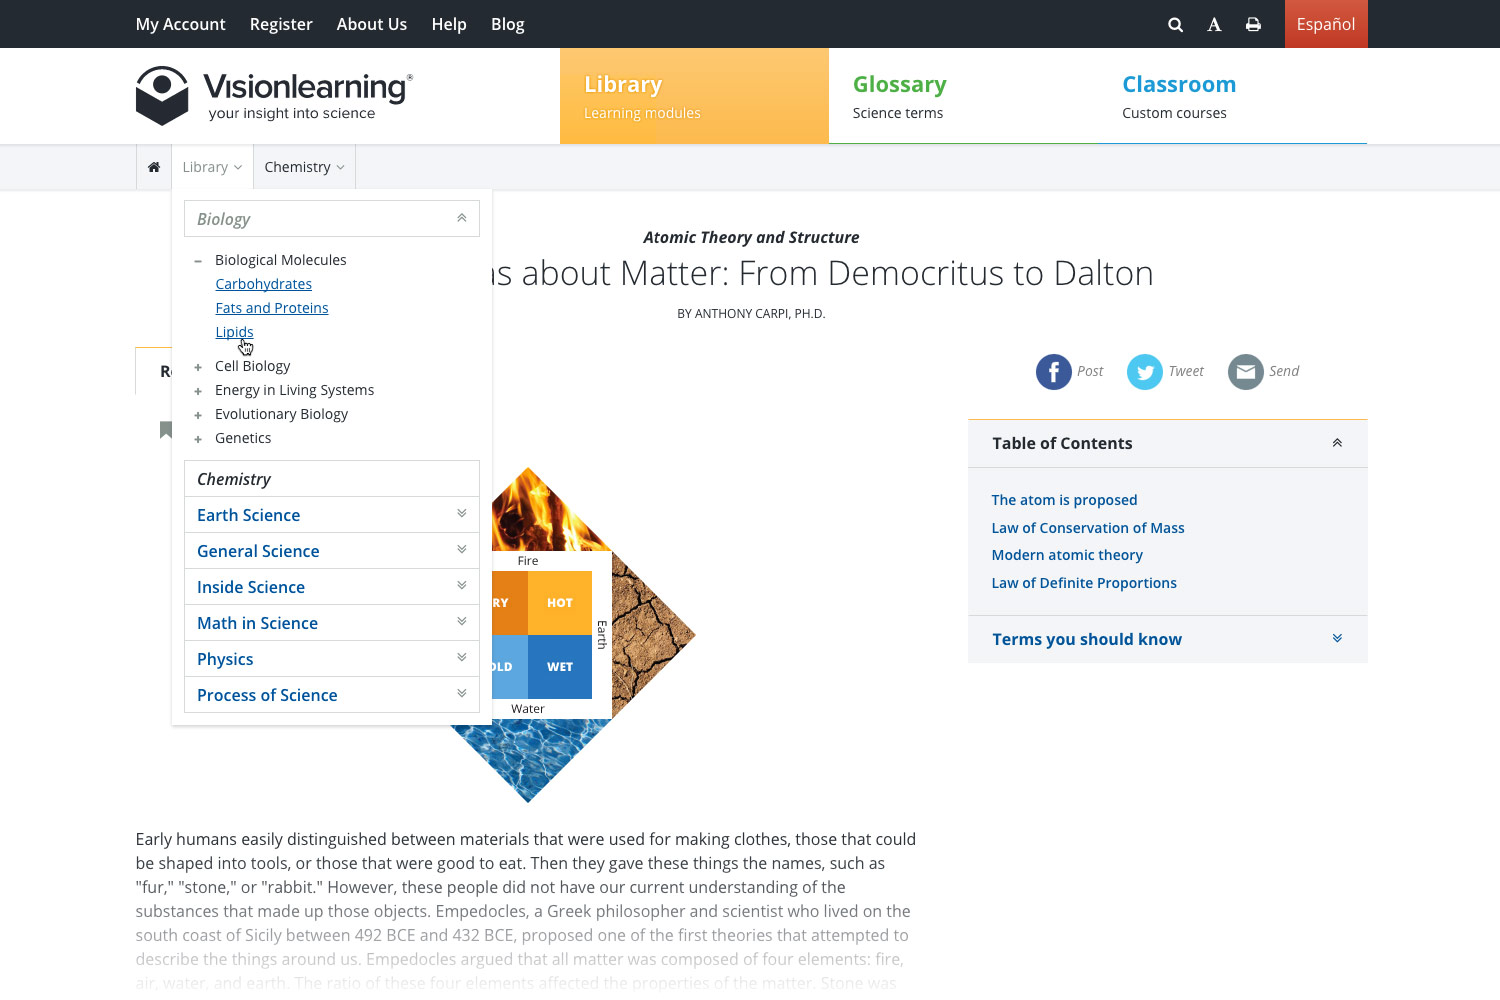 My Account Register About Us Help Blog
A
Español
Visionlearning®
your insight into science
Library
Learning modules
Glossary
Science terms
Classroom
Custom courses
Library
Chemistry
Biology
Biological Molecules
Carbohydrates
Fats and Proteins
Lipids
Cell Biology
Energy in Living Systems
Evolutionary Biology
Genetics
Chemistry
Earth Science
General Science
Inside Science
Math in Science
Physics
Process of Science
Atomic Theory and Structure
about Matter: From Democritus to Dalton
BY ANTHONY CARPI, PH.D.
Post
Tweet
Send
Table of Contents
The atom is proposed
Law of Conservation of Mass
Modern atomic theory
Law of Definite Proportions
Terms you should know
Fire
HOT
Earth
WET
Water
Early humans easily distinguished between materials that were used for making clothes, those that could
be shaped into tools, or those that were good to eat. Then they gave these things the names, such as
"fur," "stone," or "rabbit." However, these people did not have our current understanding of the
substances that made up those objects. Empedocles, a Greek philosopher and scientist who lived on the
south coast of Sicily between 492 BCE and 432 BCE, proposed one of the first theories that attempted to
describe the things around us. Empedocles argued that all matter was composed of four elements: fire,
air, water, and earth. The ratio of these four elements affected the properties of the matter. Stone was